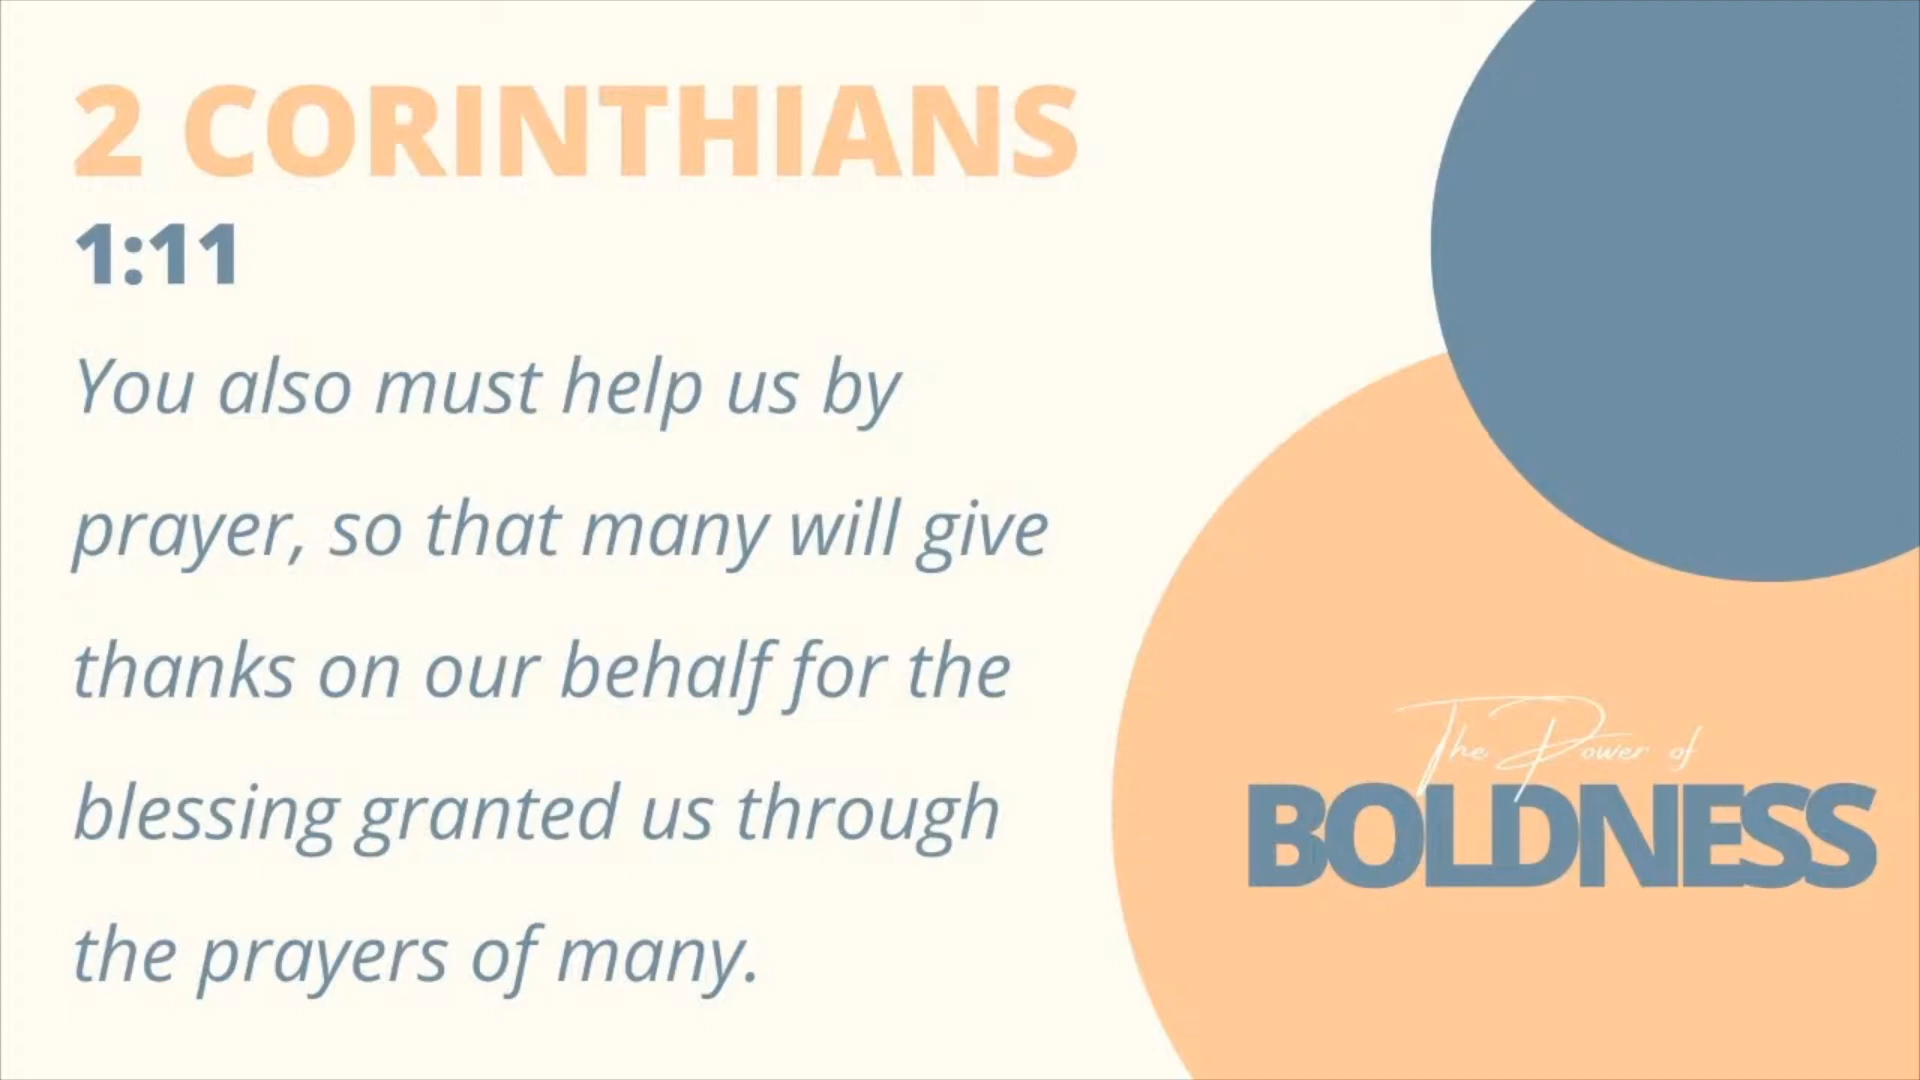 2 CORINTHIANS
1:11
You also must help us by
prayer, so that many will give
thanks on our behalf for the
blessing granted us through
the prayers of many.
The Power of
BOLDNESS